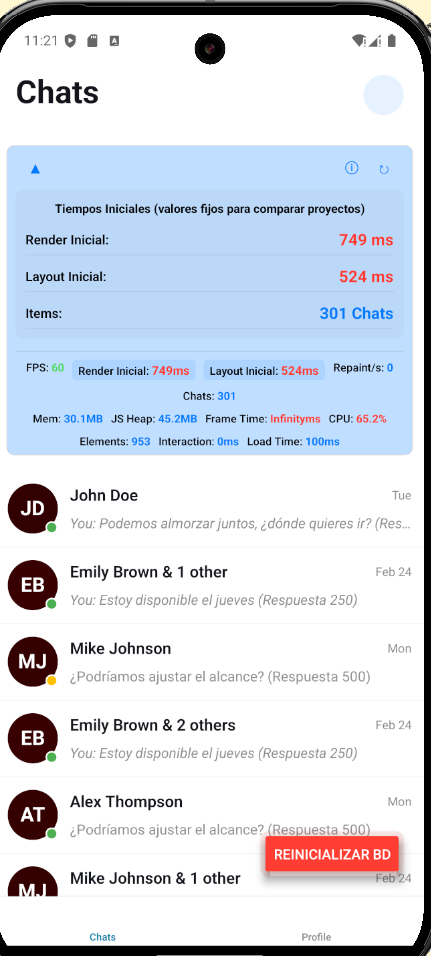 11:21
Chats
Tiempos Iniciales (valores fijos para comparar proyectos)
Render Inicial: 749 ms
Layout Inicial: 524 ms
Items: 301 Chats
FPS: 60 Render Inicial: 749ms Layout Inicial: 524ms Repaint/s: 0
Chats: 301
Mem: 30.1MB JS Heap: 45.2MB Frame Time: Infinityms CPU: 65.2%
Elements: 953 Interaction: 0ms Load Time: 100ms
JD John Doe Tue
You: Podemos almorzar juntos, ¿dónde quieres ir? (Res...
EB Emily Brown & 1 other Feb 24
You: Estoy disponible el jueves (Respuesta 250)
MJ Mike Johnson Mon
¿Podríamos ajustar el alcance? (Respuesta 500)
EB Emily Brown & 2 others Feb 24
You: Estoy disponible el jueves (Respuesta 250)
AT Alex Thompson Mon
¿Podríamos ajustar el alcance? (Respuesta 500)
REINICIALIZAR BD
MJ Mike Johnson & 1 other Feb 24
Chats Profile